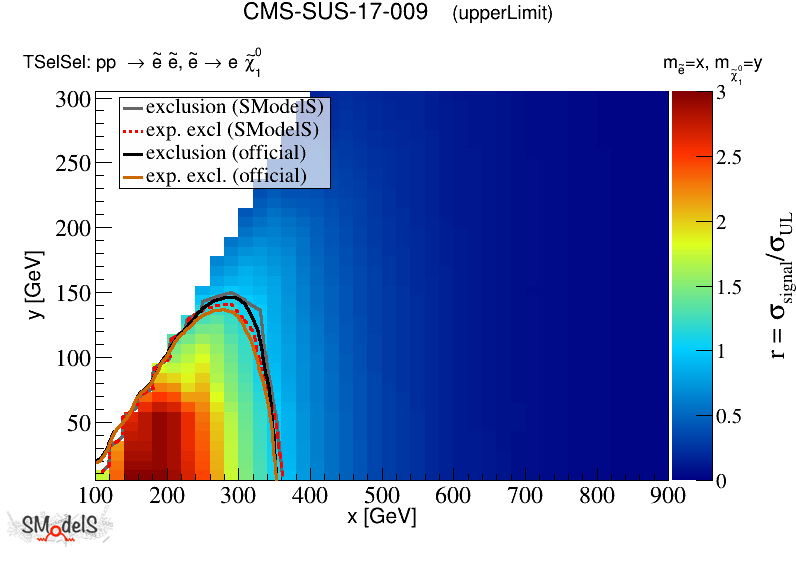 CMS-SUS-17-009 (upperLimit)
TSelSel: pp → ẽ ẽ, ẽ → e χ̃₁⁰
m_ẽ=x, m_χ̃₁⁰=y
exclusion (SModelS)
exp. excl (SModelS)
exclusion (official)
exp. excl. (official)
300
250
200
150
100
50
y [GeV]
100 200 300 400 500 600 700 800 900
x [GeV]
3
2.5
2
1.5
1
0.5
0
r = σ_signal/σ_UL
SModelS